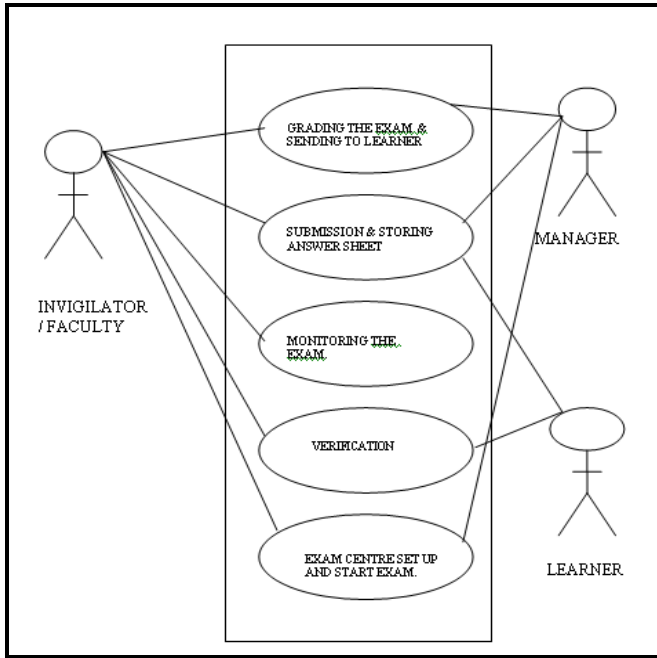 GRADING THE EXAM. &
SENDING TO LEARNER
SUBMISSION & STORING
ANSWER SHEET
MANAGER
INVIGILATOR
/ FACULTY
MONITORING THE
EXAM.
VERIFICATION
EXAM CENTRE SET UP
AND START EXAM.
LEARNER